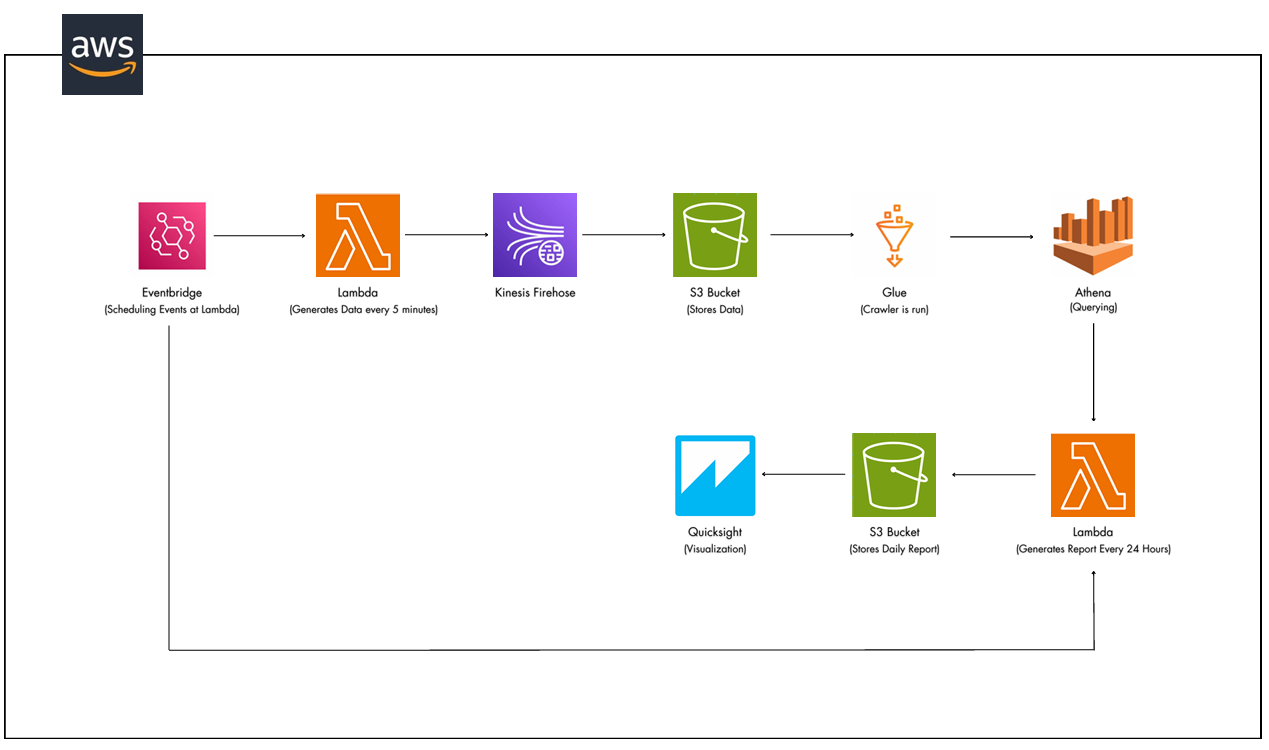 aws
Eventbridge
(Scheduling Events at Lambda)
Lambda
(Generates Data every 5 minutes)
Kinesis Firehose
S3 Bucket
(Stores Data)
Glue
(Crawler is run)
Athena
(Querying)
Quicksight
(Visualization)
S3 Bucket
(Stores Daily Report)
Lambda
(Generates Report Every 24 Hours)